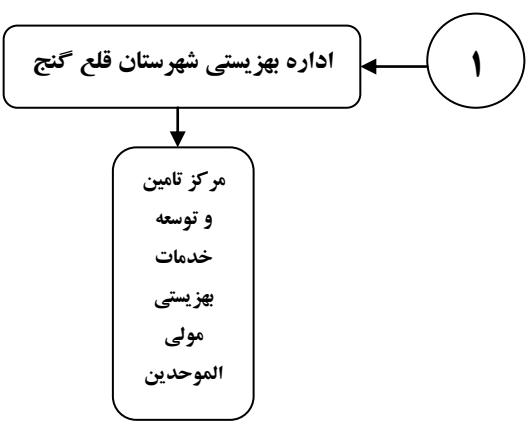 ۱
اداره بهزیستی شهرستان قلع گنج
مرکز تامین
و توسعه
خدمات
بهزیستی
مولی
الموحدین